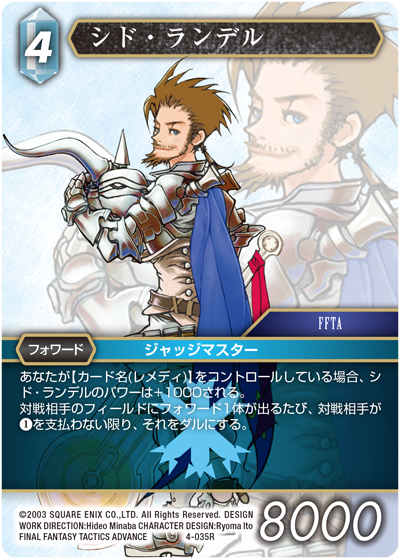 4
シド・ランデル
FFTA
フォワード
ジャッジマスター
あなたが【カード名(レメディ)】をコントロールしている場合、シ
ド・ランデルのパワーは+1000される。
対戦相手のフィールドにフォワード1体が出るたび、対戦相手が
❶を支払わない限り、それをダルにする。
©2003 SQUARE ENIX CO.,LTD. All Rights Reserved. DESIGN
WORK DIRECTION:Hideo Minaba CHARACTER DESIGN:Ryoma Ito
FINAL FANTASY TACTICS ADVANCE 4-035R
8000